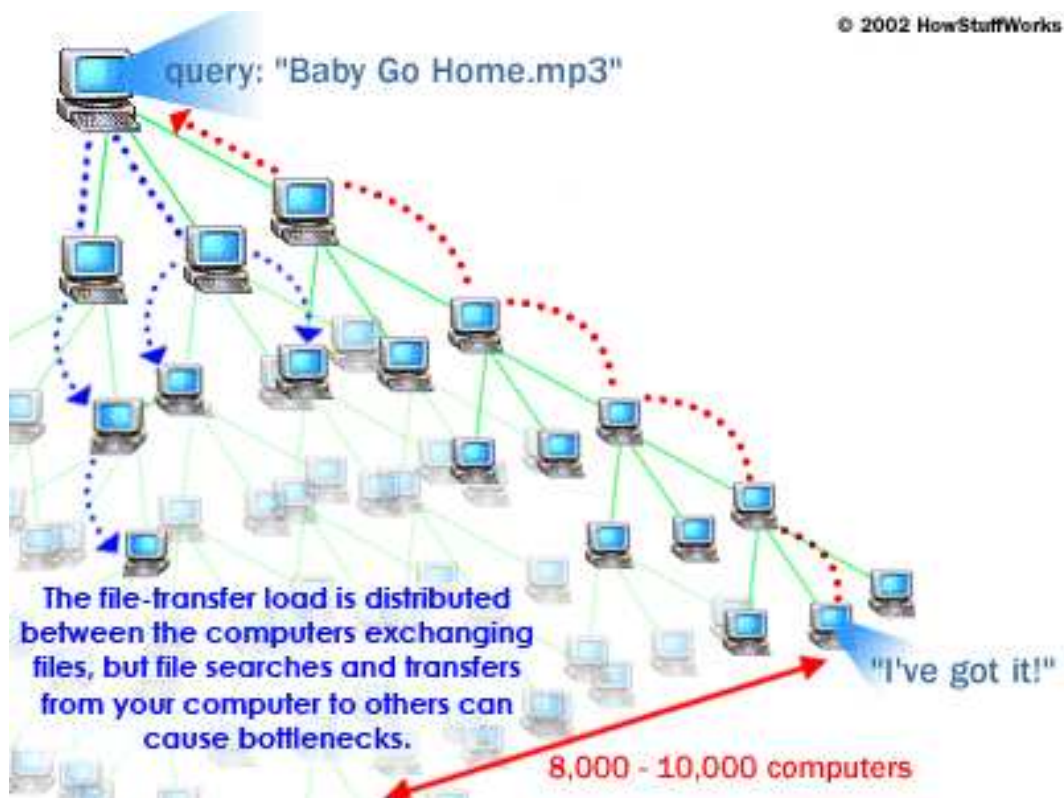 © 2002 HowStuffWorks
query: "Baby Go Home.mp3"
The file-transfer load is distributed
between the computers exchanging
files, but file searches and transfers
from your computer to others can
cause bottlenecks.
"I've got it!"
8,000 - 10,000 computers